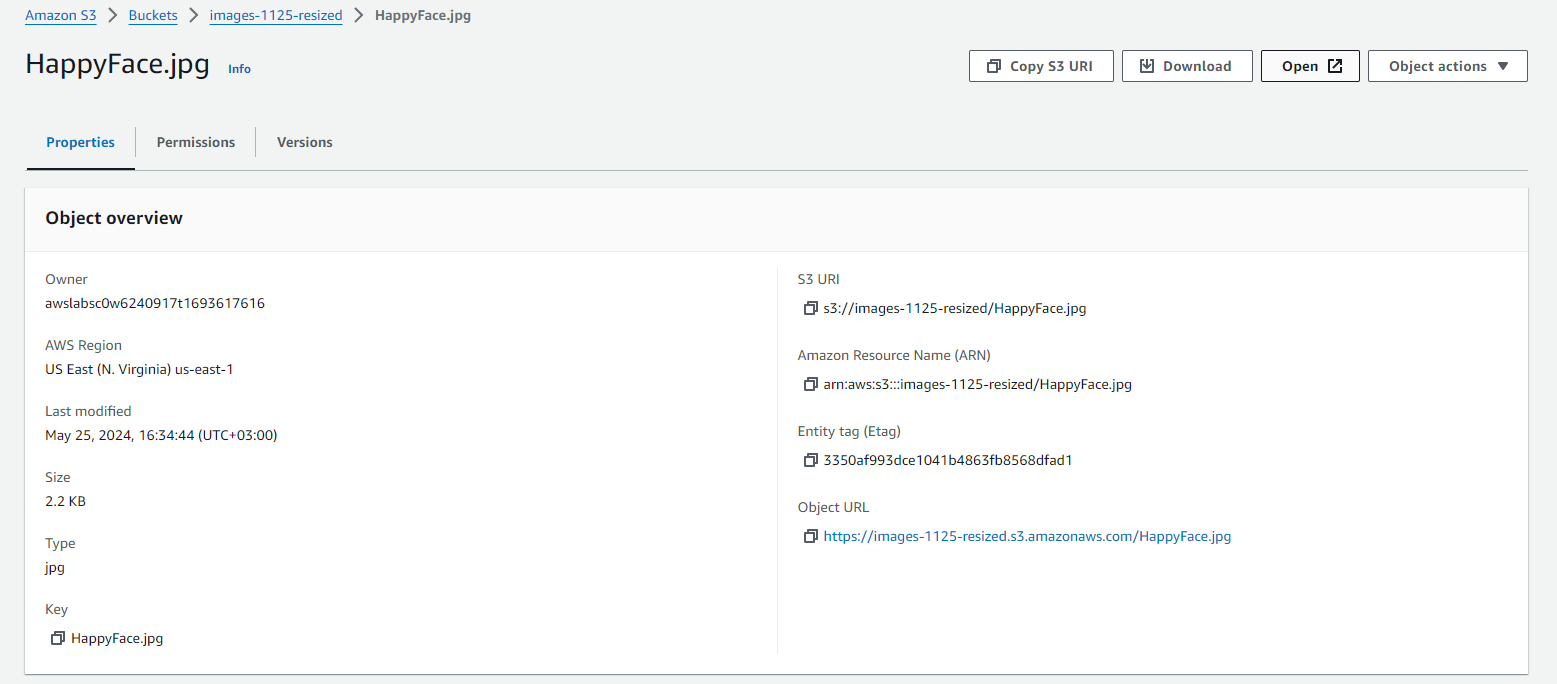 Amazon S3 > Buckets > images-1125-resized > HappyFace.jpg
HappyFace.jpg Info
Copy S3 URI Download Open Object actions
Properties Permissions Versions
Object overview
Owner
awslabsc0w6240917t1693617616
AWS Region
US East (N. Virginia) us-east-1
Last modified
May 25, 2024, 16:34:44 (UTC+03:00)
Size
2.2 KB
Type
jpg
Key
HappyFace.jpg
S3 URI
s3://images-1125-resized/HappyFace.jpg
Amazon Resource Name (ARN)
arn:aws:s3:::images-1125-resized/HappyFace.jpg
Entity tag (Etag)
3350af993dce1041b4863fb8568dfad1
Object URL
https://images-1125-resized.s3.amazonaws.com/HappyFace.jpg